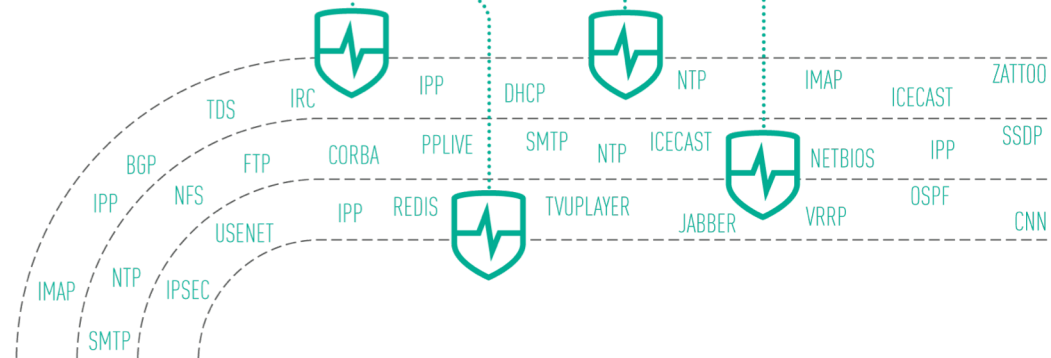 ZATTOO
IPP
NTP
IMAP
TDS
IRC
DHCP
ICECAST
SSDP
PPLIVE
SMTP
ICECAST
IPP
BGP
FTP
CORBA
NTP
NETBIOS
IPP
NFS
IPP
REDIS
TVUPLAYER
OSPF
USENET
JABBER
VRRP
CNN
IMAP
NTP
IPSEC
SMTP